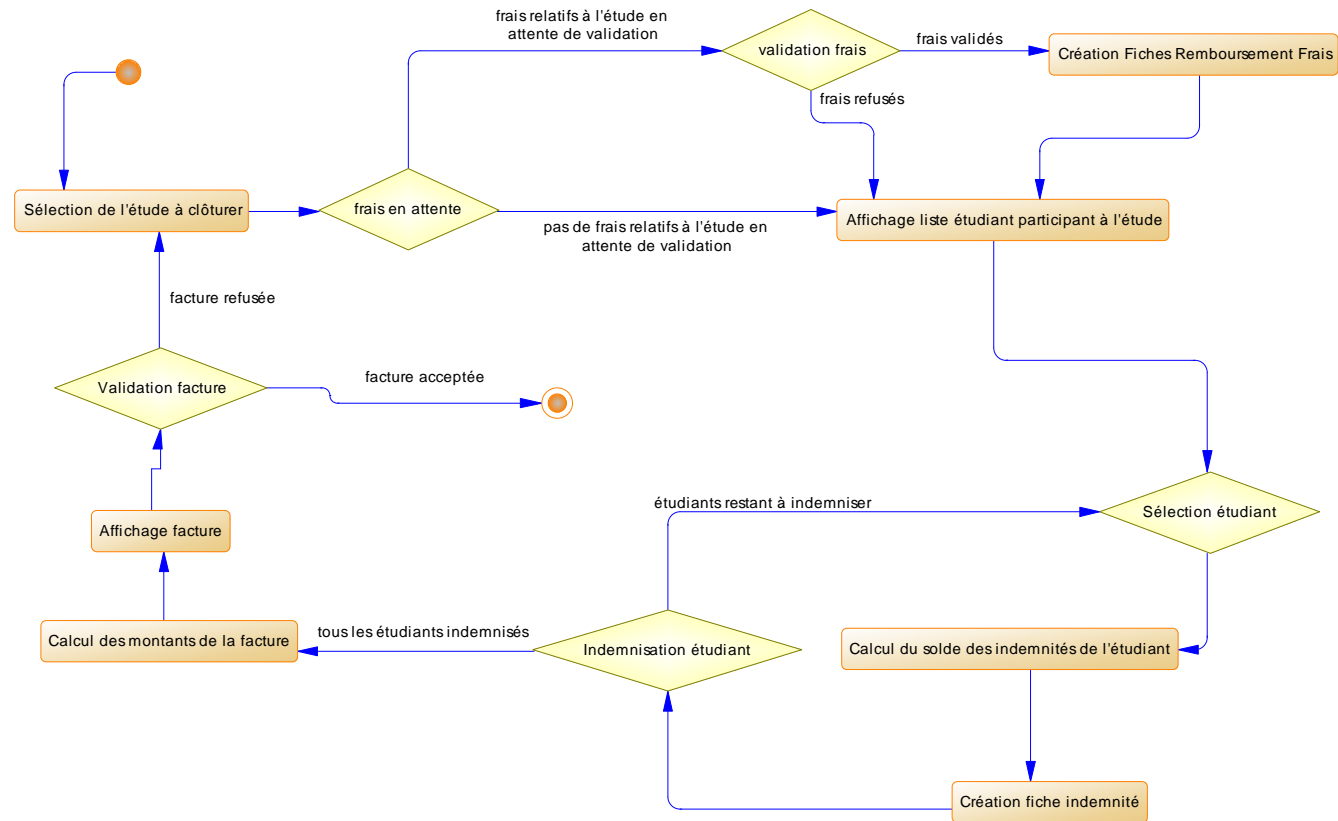 frais relatifs à l'étude en
attente de validation
validation frais
frais validés
Création Fiches Remboursement Frais
frais refusés
Sélection de l'étude à clôturer
frais en attente
pas de frais relatifs à l'étude en
attente de validation
Affichage liste étudiant participant à l'étude
facture refusée
Validation facture
facture acceptée
étudiants restant à indemniser
Sélection étudiant
Affichage facture
Calcul des montants de la facture
tous les étudiants indemnisés
Indemnisation étudiant
Calcul du solde des indemnités de l'étudiant
Création fiche indemnité